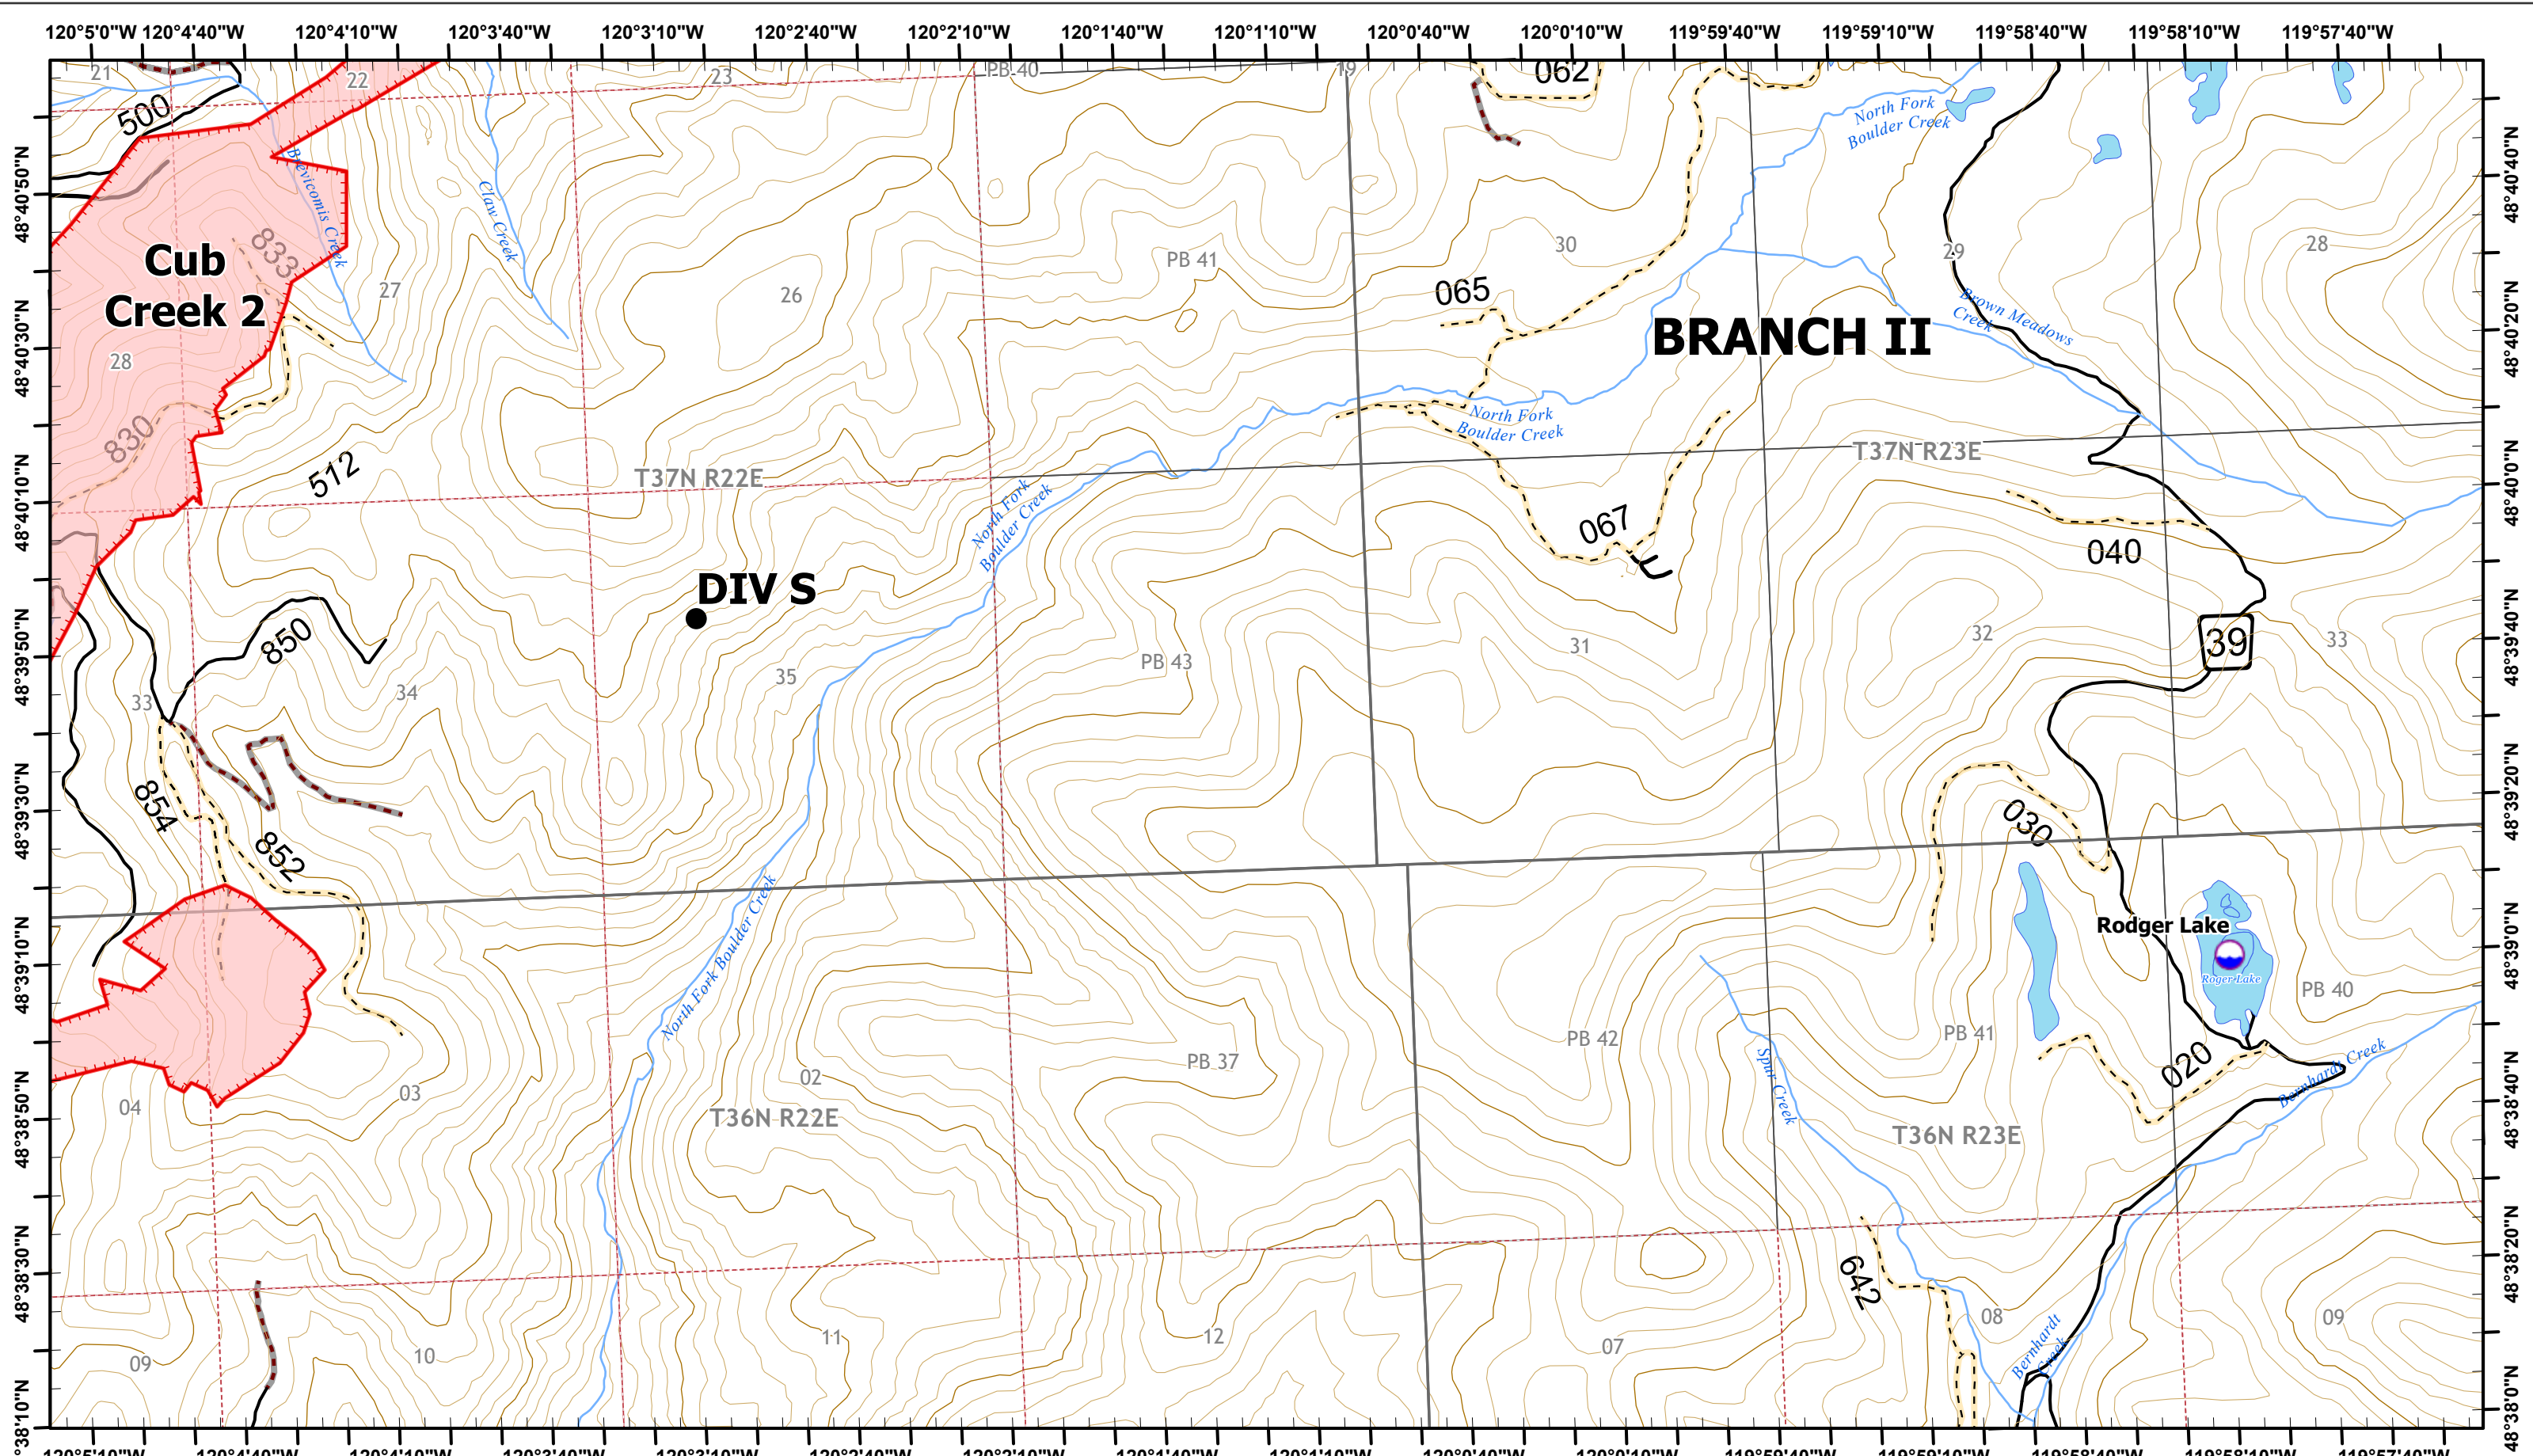 120°5'0"W 120°4'40"W 120°4'10"W 120°3'40"W 120°3'10"W 120°2'40"W 120°2'10"W 120°1'40"W 120°1'10"W 120°0'40"W 120°0'10"W 119°59'40"W 119°59'10"W 119°58'40"W 119°58'10"W 119°57'40"W
21
22
23
PB 40
19
062
500
North Fork
Boulder Creek
48°40'50"N
48°40'40"N
Brevicomis Creek
Claw Creek
833
Cub
Creek 2
27
26
PB 41
30
29
28
065
Brown Meadows
Creek
BRANCH II
48°40'30"N
48°40'20"N
28
830
512
North Fork
Boulder Creek
T37N R22E
T37N R23E
48°40'10"N
48°40'0"N
North Fork
Boulder Creek
067
040
DIV S
850
39
48°39'50"N
48°39'40"N
33
34
35
PB 43
31
32
33
854
852
030
48°39'30"N
48°39'20"N
North Fork Boulder Creek
Rodger Lake
Roger Lake
48°39'10"N
48°39'0"N
PB 40
PB 42
PB 41
PB 37
Spur Creek
020
Bernhardt Creek
04
03
02
T36N R22E
T36N R23E
48°38'50"N
48°38'40"N
642
48°38'30"N
48°38'20"N
Bernhardt
Creek
09
10
11
12
07
08
09
48°38'10"N
48°38'0"N